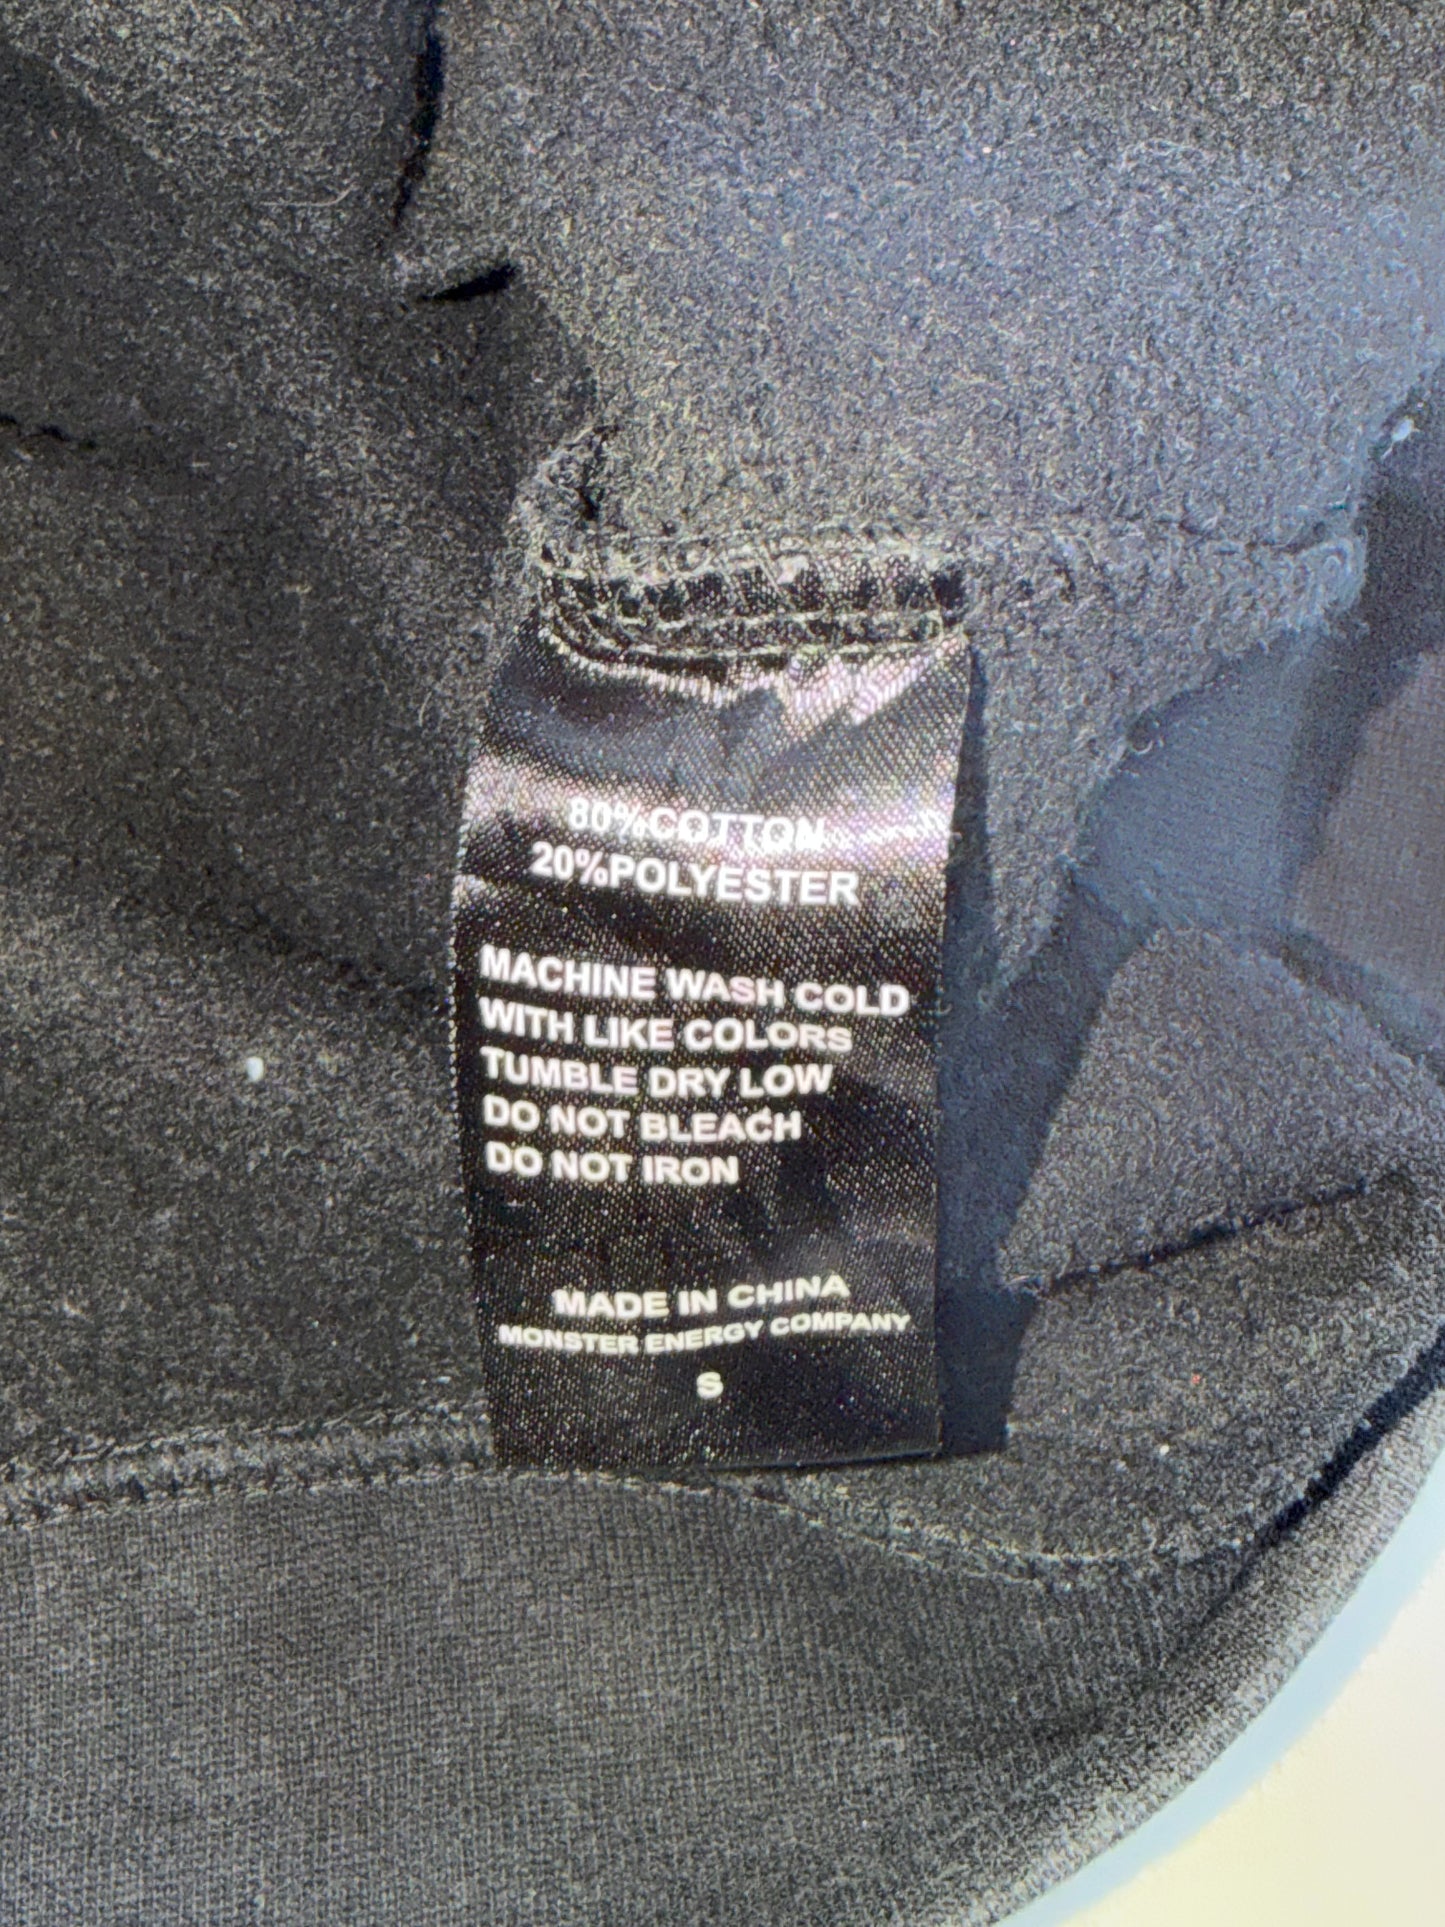 80%COTTON
20%POLYESTER
MACHINE WASH COLD
WITH LIKE COLORS
TUMBLE DRY LOW
DO NOT BLEACH
DO NOT IRON
MADE IN CHINA
MONSTER ENERGY COMPANY
S